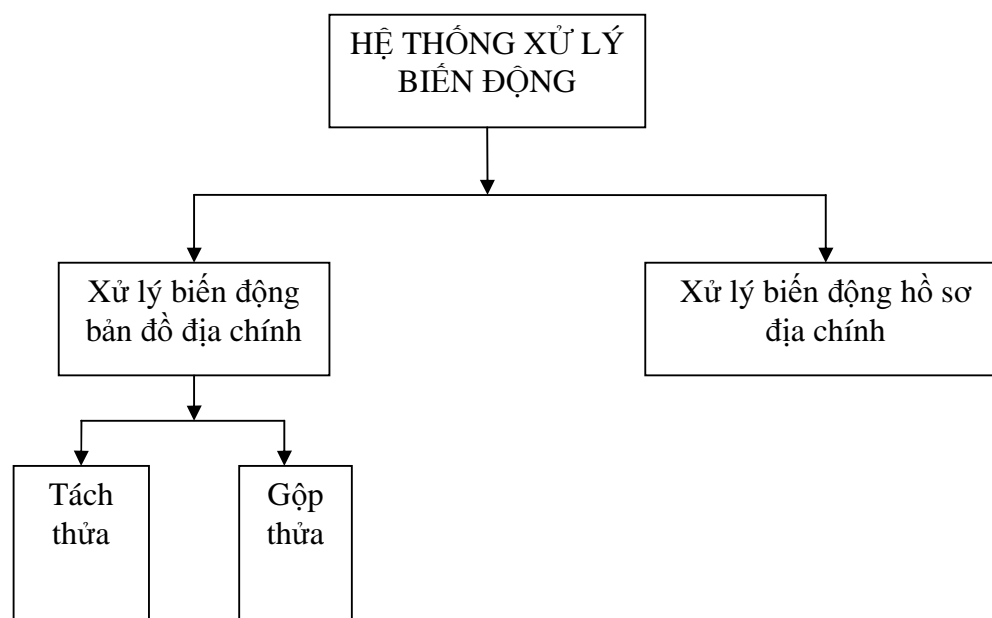 HỆ THỐNG XỬ LÝ
BIẾN ĐỘNG
Xử lý biến động
bản đồ địa chính
Xử lý biến động hồ sơ
địa chính
Tách
thửa
Gộp
thửa